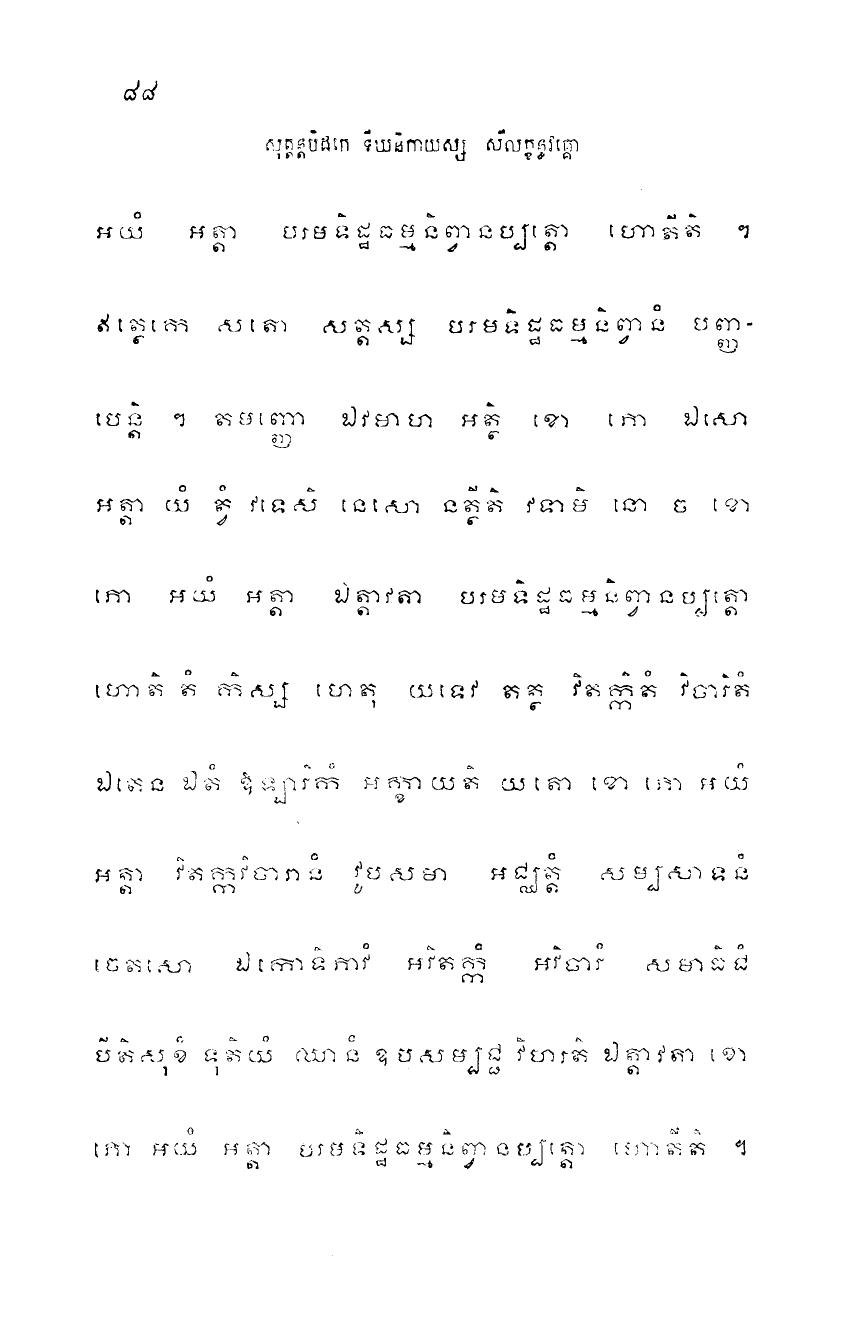 ៨៨
សុត្តន្តបិដកេ ទីឃនិកាយស្ស សីលក្ខន្ធវគ្គោ
អយំ អត្តា បរមទិដ្ឋធម្មនិព្វានប្បត្តោ ហោតីតិ ។
ឥត្ថេកេ សតោ សត្តស្ស បរមទិដ្ឋធម្មនិព្វានំ បញ្ញា-
បេន្តិ ។ តមញ្ញោ ឯវមាហ អត្ថិ ខោ ភោ ឯសោ
អត្តា យំ ត្វំ វទេសិ នេសោ នត្ថីតិ វទាមិ នោ ច ខោ
ភោ អយំ អត្តា ឯត្តាវតា បរមទិដ្ឋធម្មនិព្វានប្បត្តោ
ហោតិ តំ កិស្ស ហេតុ យទេវ តត្ថ វិតក្កិតំ វិចារិតំ
ឯតេន ឯតំ ឱឡារិកំ អក្ខាយតិ យតោ ខោ ភោ អយំ
អត្តា វិតក្កវិចារានំ វូបសមា អជ្ឈត្តំ សម្បសាទនំ
ចេតសោ ឯកោទិភាវំ អវិតក្កំ អវិចារំ សមាធិជំ
បីតិសុខំ ទុតិយំ ឈានំ ឧបសម្បជ្ជ វិហរតិ ឯត្តាវតា ខោ
ភោ អយំ អត្តា បរមទិដ្ឋធម្មនិព្វានប្បត្តោ ហោតីតិ ។